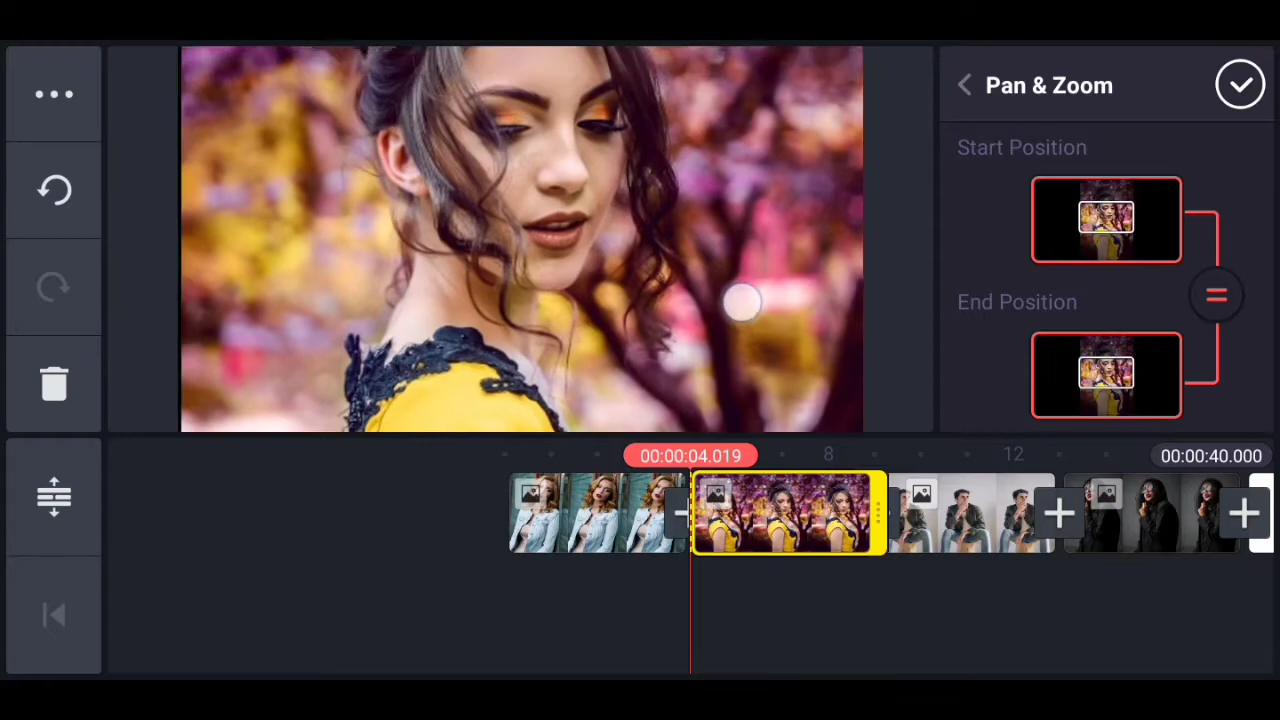 Pan & Zoom
Start Position
End Position
00:00:04.019
8
12
00:00:40.000